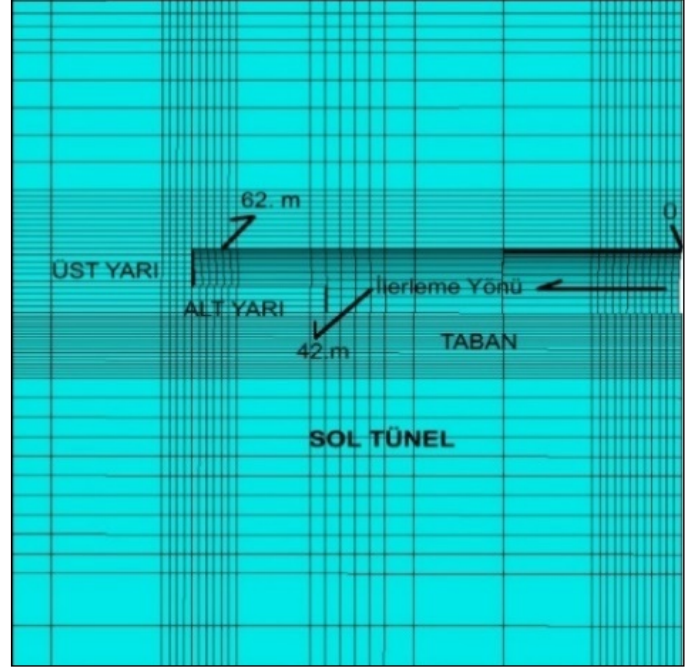 62. m
0
ÜST YARI
İlerleme Yönü
ALT YARI
42.m
TABAN
SOL TÜNEL